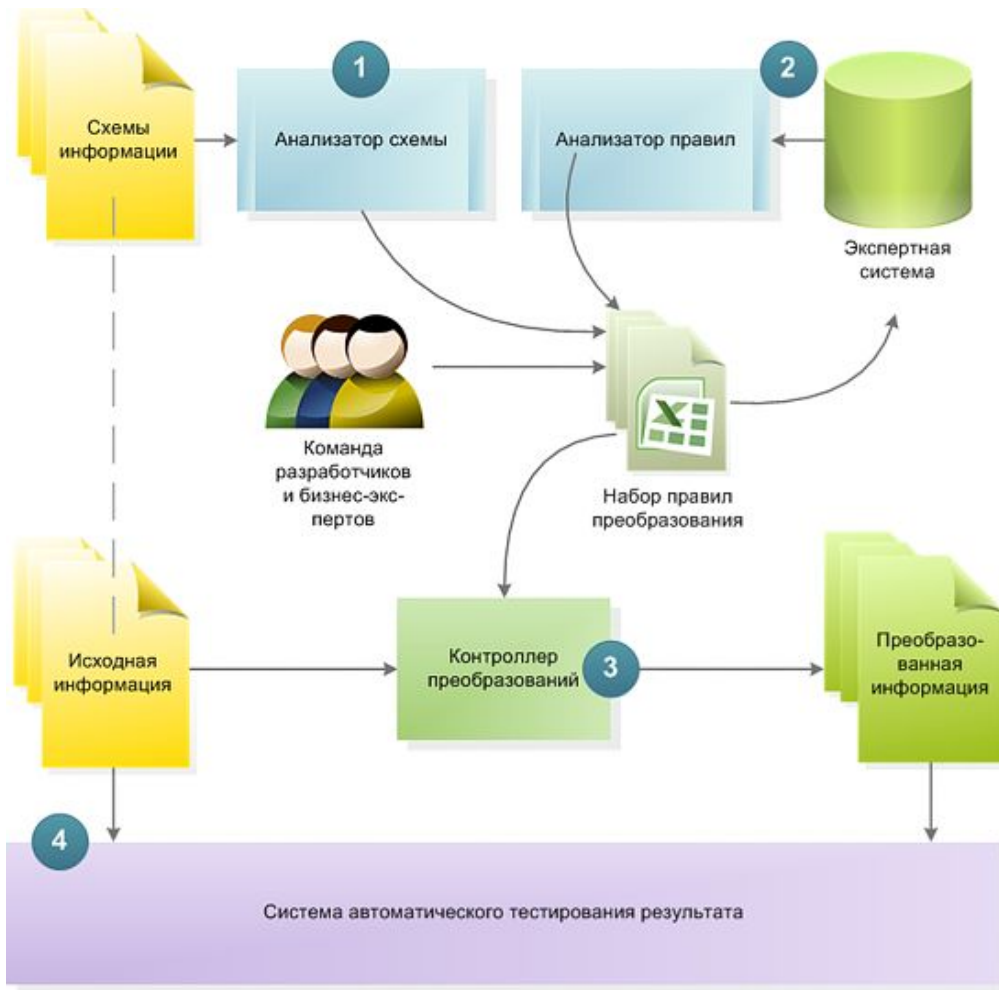 1
2
Схемы
информации
Анализатор схемы
Анализатор правил
Экспертная
система
Команда
разработчиков
и бизнес-экс-
пертов
Набор правил
преобразования
Исходная
информация
Контроллер
преобразований
3
Преобразо-
ванная
информация
4
Система автоматического тестирования результата